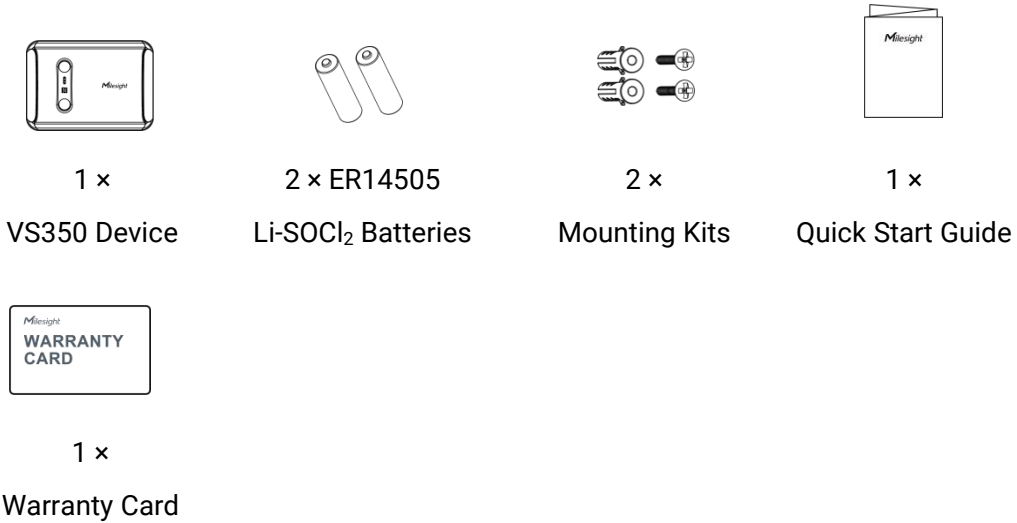 Milesight
Milesight
1 ×
2 × ER14505
2 ×
1 ×
VS350 Device
Li-SOCl₂ Batteries
Mounting Kits
Quick Start Guide
Milesight
WARRANTY
CARD
1 ×
Warranty Card